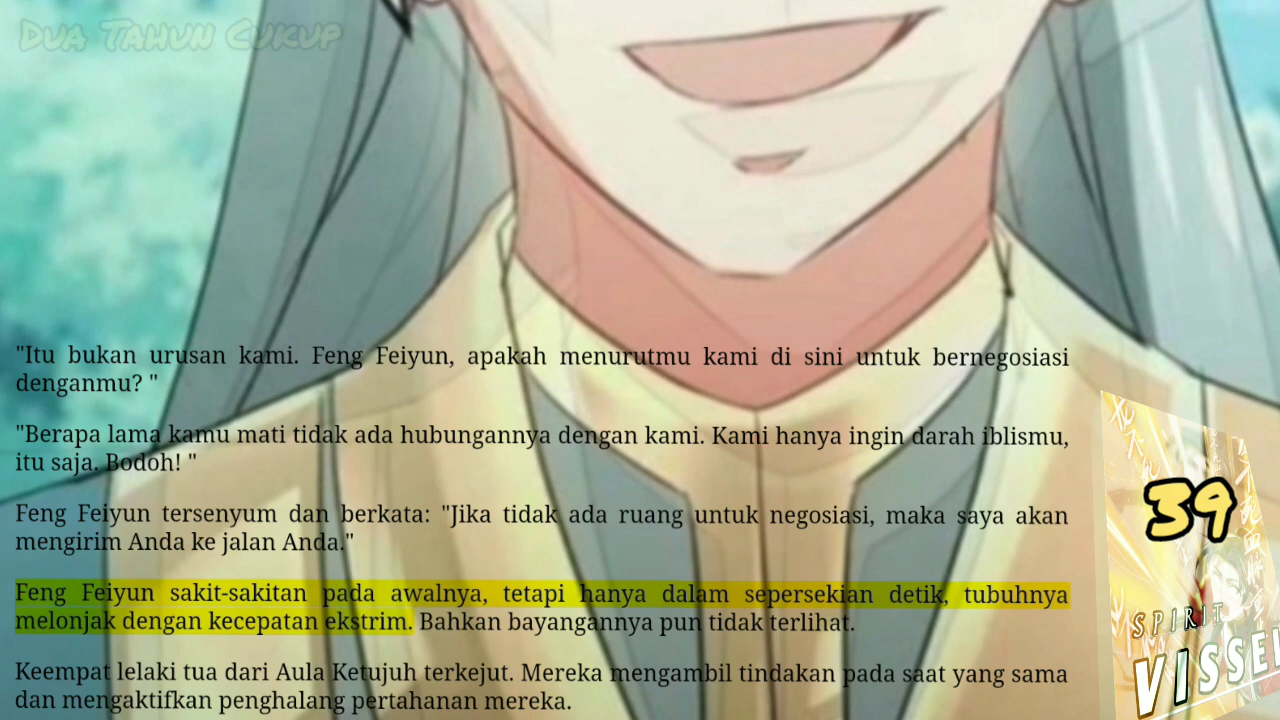 Dua Tahun Cukup
"Itu bukan urusan kami. Feng Feiyun, apakah menurutmu kami di sini untuk bernegosiasi
denganmu? "
"Berapa lama kamu mati tidak ada hubungannya dengan kami. Kami hanya ingin darah iblismu,
itu saja. Bodoh! "
Feng Feiyun tersenyum dan berkata: "Jika tidak ada ruang untuk negosiasi, maka saya akan
mengirim Anda ke jalan Anda."
Feng Feiyun sakit-sakitan pada awalnya, tetapi hanya dalam sepersekian detik, tubuhnya
melonjak dengan kecepatan ekstrim. Bahkan bayangannya pun tidak terlihat.
Keempat lelaki tua dari Aula Ketujuh terkejut. Mereka mengambil tindakan pada saat yang sama
dan mengaktifkan penghalang pertahanan mereka.
39
SPIRIT
VISSEL